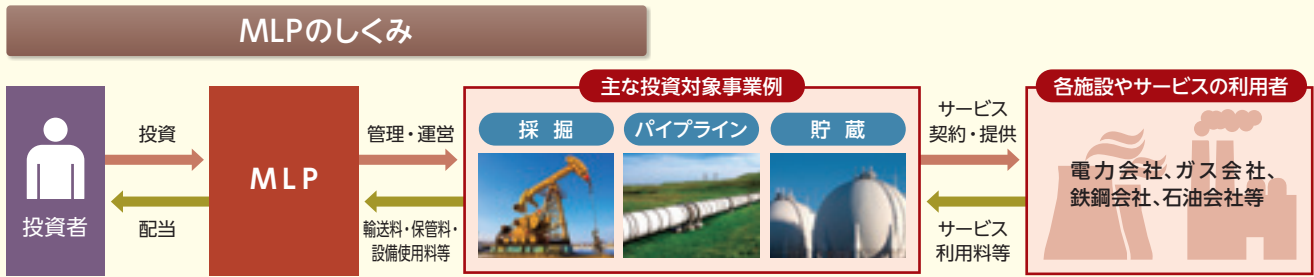 MLPのしくみ
投資者
投資
配当
MLP
管理・運営
輸送料・保管料・
設備使用料等
主な投資対象事業例
採掘
パイプライン
貯蔵
サービス
契約・提供
サービス
利用料等
各施設やサービスの利用者
電力会社、ガス会社、
鉄鋼会社、石油会社等